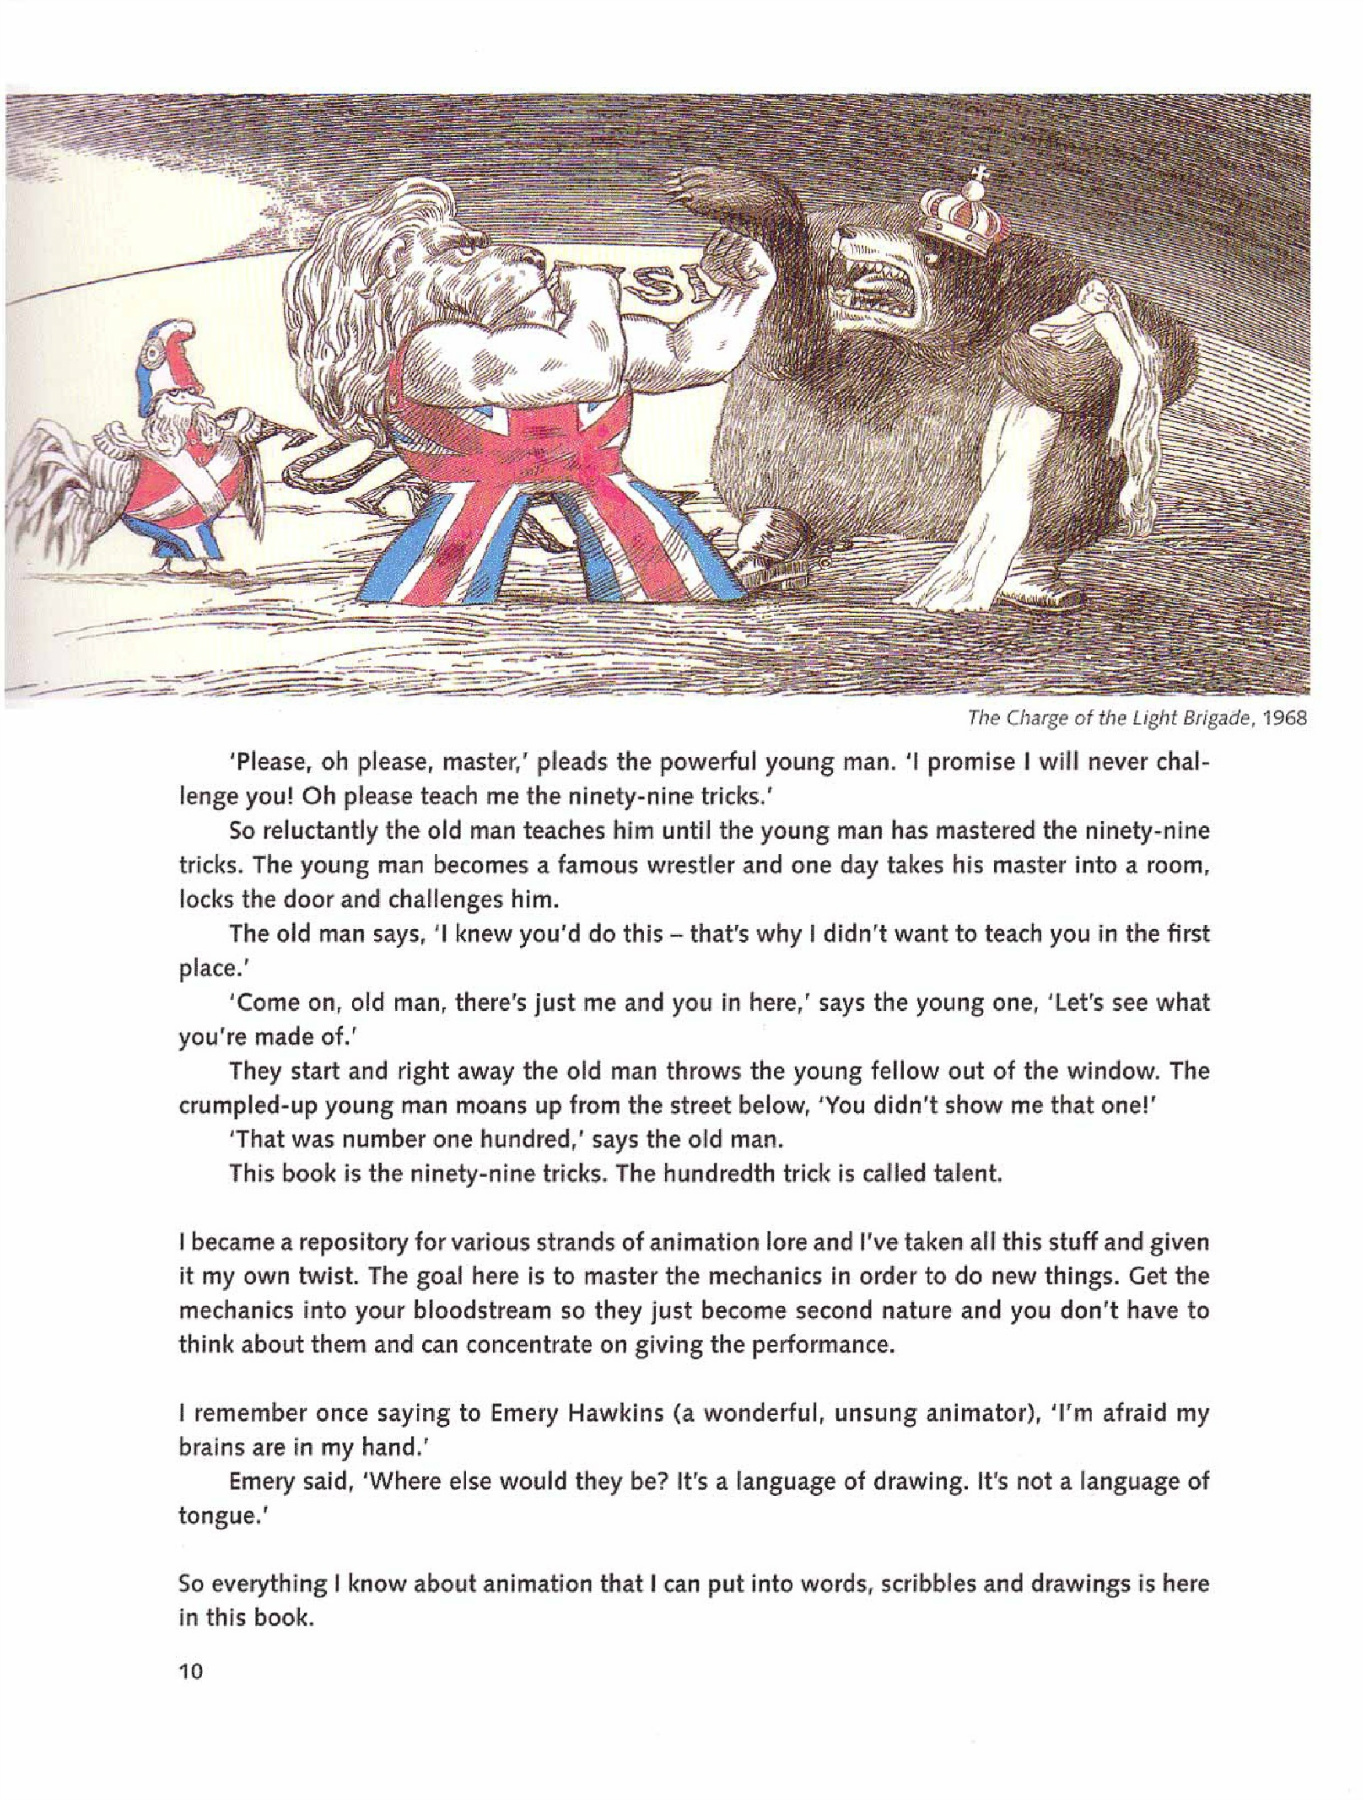 The Charge of the Light Brigade, 1968
'Please, oh please, master,' pleads the powerful young man. 'I promise I will never chal-
lenge you! Oh please teach me the ninety-nine tricks.'
So reluctantly the old man teaches him until the young man has mastered the ninety-nine
tricks. The young man becomes a famous wrestler and one day takes his master into a room,
locks the door and challenges him.
The old man says, 'I knew you'd do this – that's why I didn't want to teach you in the first
place.'
'Come on, old man, there's just me and you in here,' says the young one, 'Let's see what
you're made of.'
They start and right away the old man throws the young fellow out of the window. The
crumpled-up young man moans up from the street below, 'You didn't show me that one!'
'That was number one hundred,' says the old man.
This book is the ninety-nine tricks. The hundredth trick is called talent.
I became a repository for various strands of animation lore and I've taken all this stuff and given
it my own twist. The goal here is to master the mechanics in order to do new things. Get the
mechanics into your bloodstream so they just become second nature and you don't have to
think about them and can concentrate on giving the performance.
I remember once saying to Emery Hawkins (a wonderful, unsung animator), 'I'm afraid my
brains are in my hand.'
Emery said, 'Where else would they be? It's a language of drawing. It's not a language of
tongue.'
So everything I know about animation that I can put into words, scribbles and drawings is here
in this book.
10